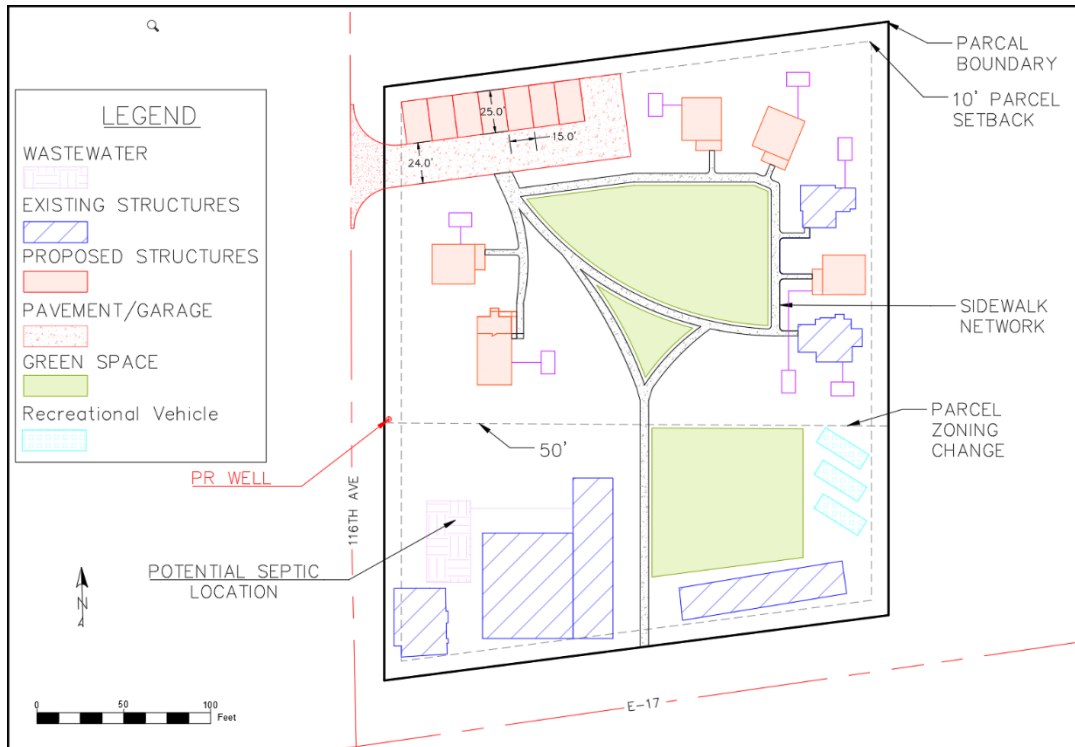 LEGEND
WASTEWATER
EXISTING STRUCTURES
PROPOSED STRUCTURES
PAVEMENT/GARAGE
GREEN SPACE
Recreational Vehicle
PARCAL
BOUNDARY
10' PARCEL
SETBACK
25.0'
15.0'
24.0'
SIDEWALK
NETWORK
PARCEL
ZONING
CHANGE
50'
PR WELL
116TH AVE
POTENTIAL SEPTIC
LOCATION
N
E-17
0 50 100
Feet